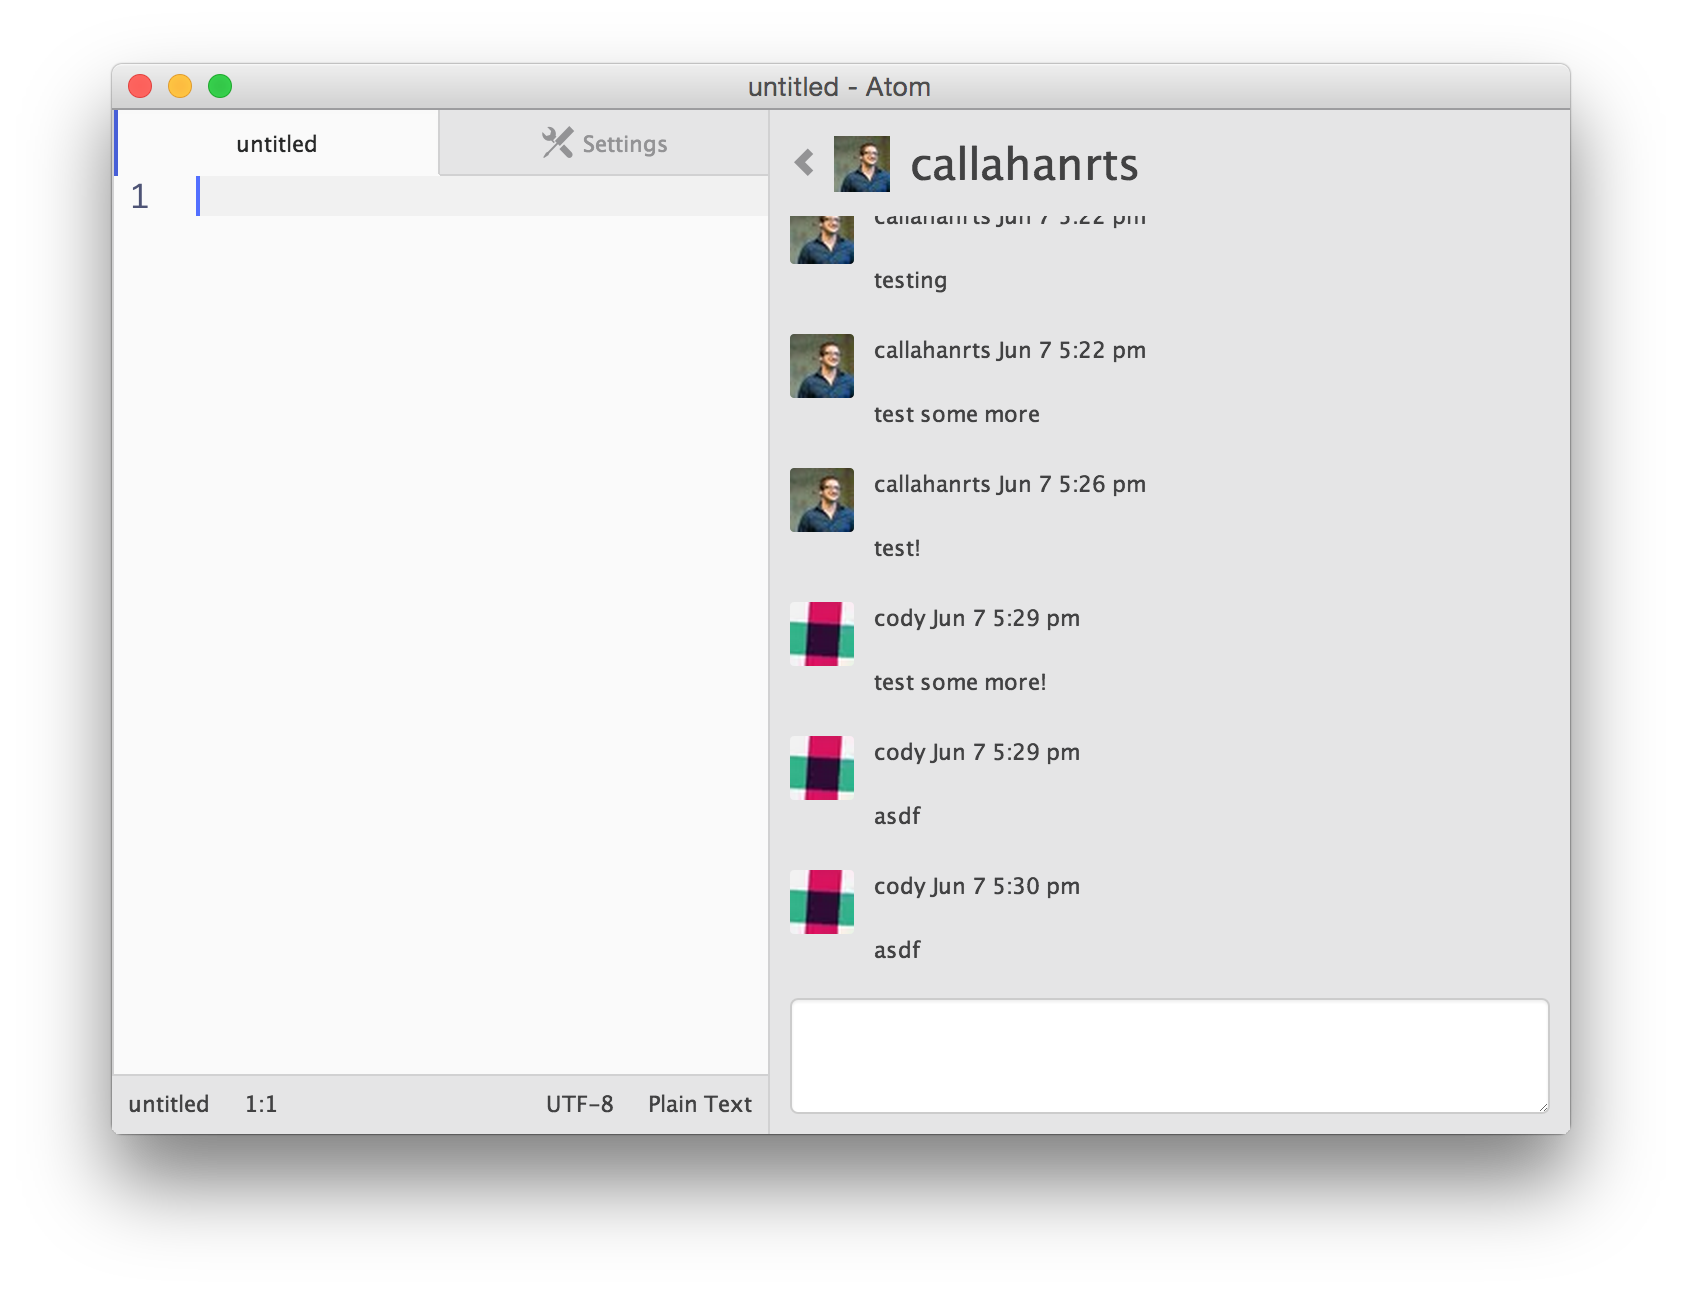 untitled - Atom
untitled
Settings
1
callahanrts
callahanrts Jun 7 5:22 pm
testing
callahanrts Jun 7 5:22 pm
test some more
callahanrts Jun 7 5:26 pm
test!
cody Jun 7 5:29 pm
test some more!
cody Jun 7 5:29 pm
asdf
cody Jun 7 5:30 pm
asdf
untitled 1:1 UTF-8 Plain Text